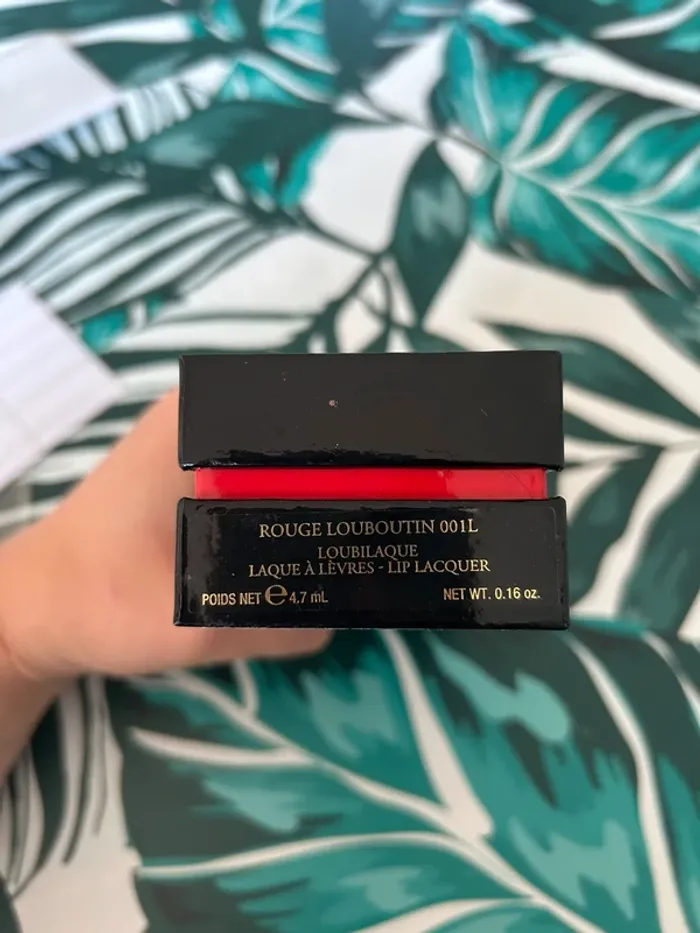 ROUGE LOUBOUTIN 001L
LOUBILAQUE
LAQUE À LÈVRES - LIP LACQUER
POIDS NET ℮ 4.7 mL NET WT. 0.16 oz.